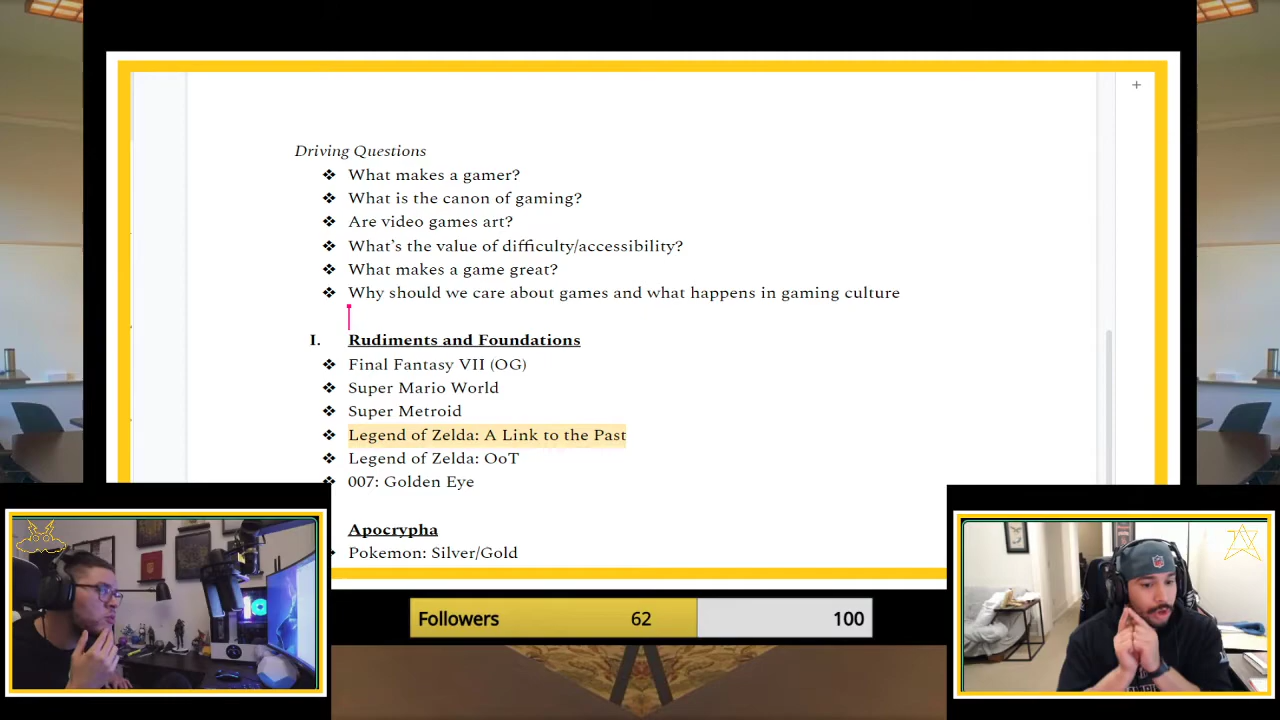 Driving Questions
❖ What makes a gamer?
❖ What is the canon of gaming?
❖ Are video games art?
❖ What's the value of difficulty/accessibility?
❖ What makes a game great?
❖ Why should we care about games and what happens in gaming culture
I. Rudiments and Foundations
❖ Final Fantasy VII (OG)
❖ Super Mario World
❖ Super Metroid
❖ Legend of Zelda: A Link to the Past
❖ Legend of Zelda: OoT
❖ 007: Golden Eye
Apocrypha
❖ Pokemon: Silver/Gold
Followers 62 100